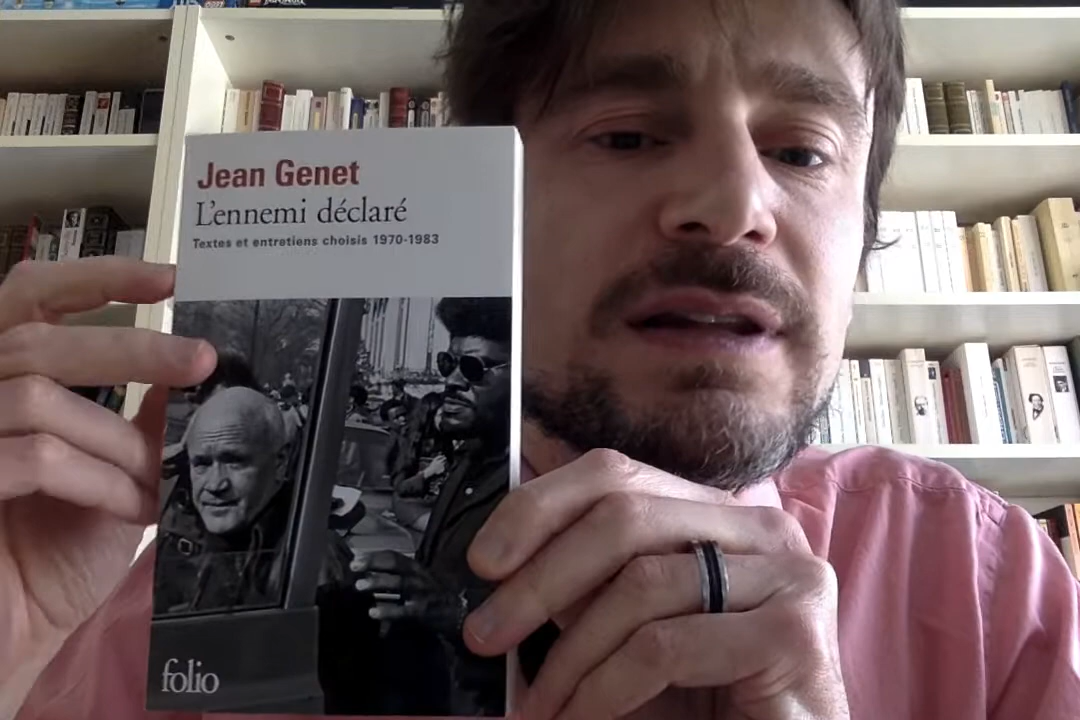 Jean Genet
L'ennemi déclaré
Textes et entretiens choisis 1970-1983
folio